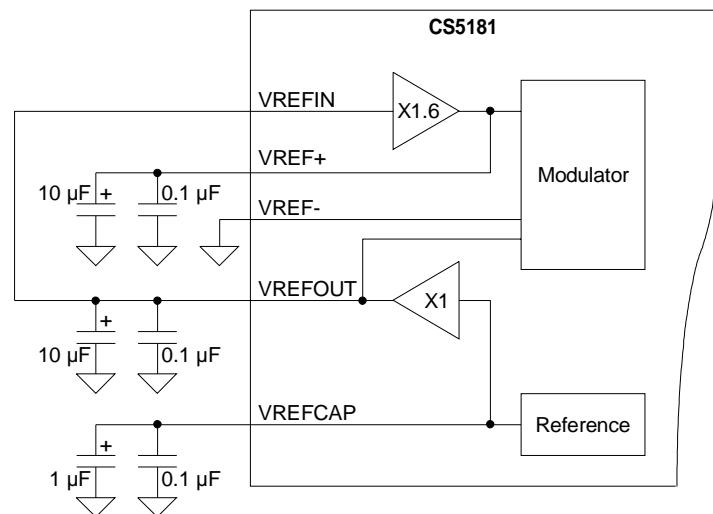 CS5181
VREFIN
X1.6
VREF+
Modulator
10 µF
+
0.1 µF
VREF-
VREFOUT
X1
+
10 µF
0.1 µF
VREFCAP
Reference
+
1 µF
0.1 µF